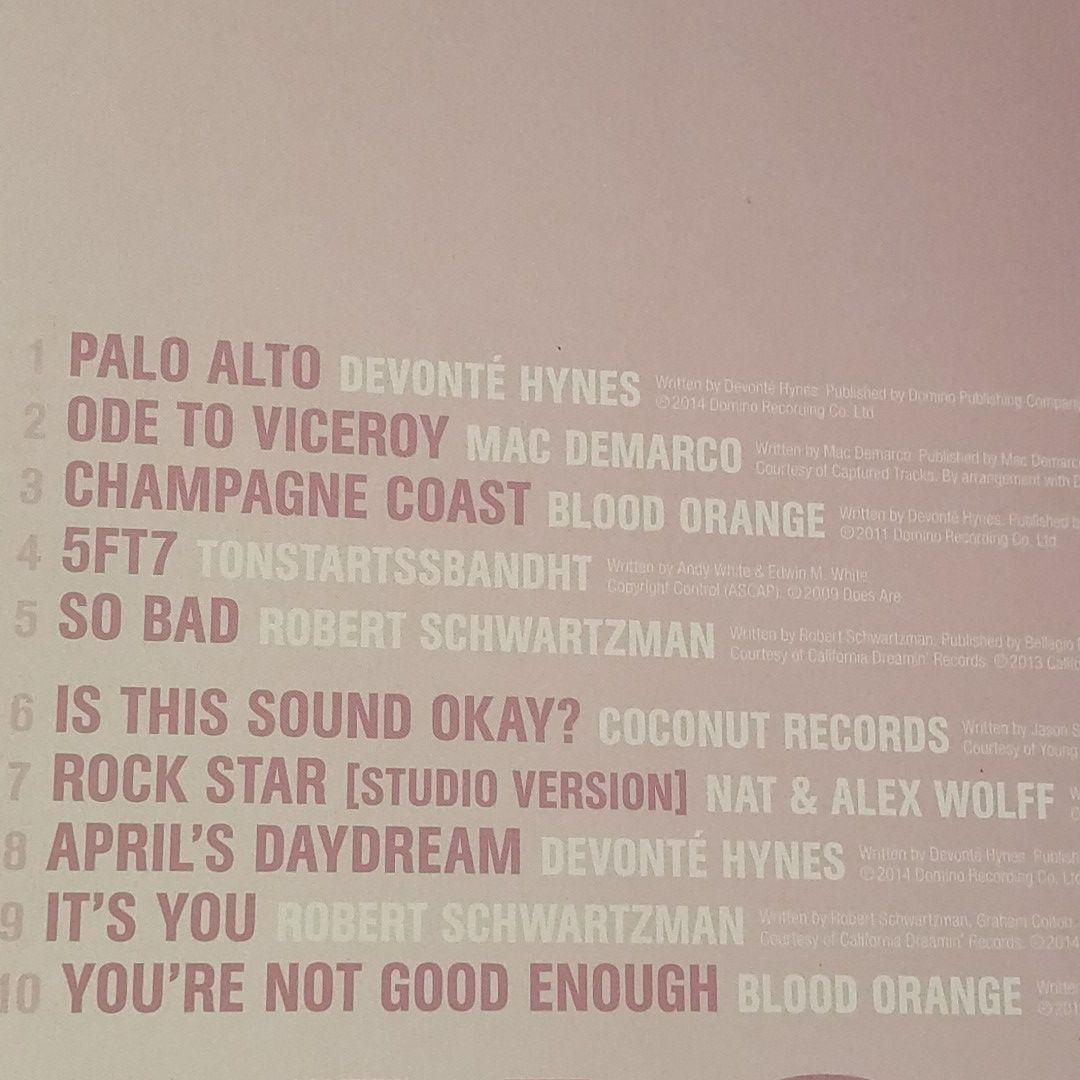 1 PALO ALTO DEVONTÉ HYNES Written by Devonté Hynes. Published by Domino Publishing
℗2014 Domino Recording Co. Ltd
2 ODE TO VICEROY MAC DEMARCO Written by Mac Demarco. Published by Mac
Courtesy of Captured Tracks. By arrangement with
3 CHAMPAGNE COAST BLOOD ORANGE Written by Devonté Hynes. Published
℗2011 Domino Recording Co. Ltd.
4 5FT7 TONSTARTSSBANDHT Written by Andy White & Edwin M. White
Copyright Control (ASCAP). ℗2009 Does Are
5 SO BAD ROBERT SCHWARTZMAN Written by Robert Schwartzman. Published by Bellagio
Courtesy of California Dreamin' Records. ℗2013
6 IS THIS SOUND OKAY? COCONUT RECORDS Written by Jason
Courtesy of Young
7 ROCK STAR [STUDIO VERSION] NAT & ALEX WOLFF
8 APRIL'S DAYDREAM DEVONTÉ HYNES Written by Devonté Hynes.
℗2014 Domino Recording Co.
9 IT'S YOU ROBERT SCHWARTZMAN Written by Robert Schwartzman, Graham
Courtesy of California Dreamin' Records. ℗2014
10 YOU'RE NOT GOOD ENOUGH BLOOD ORANGE